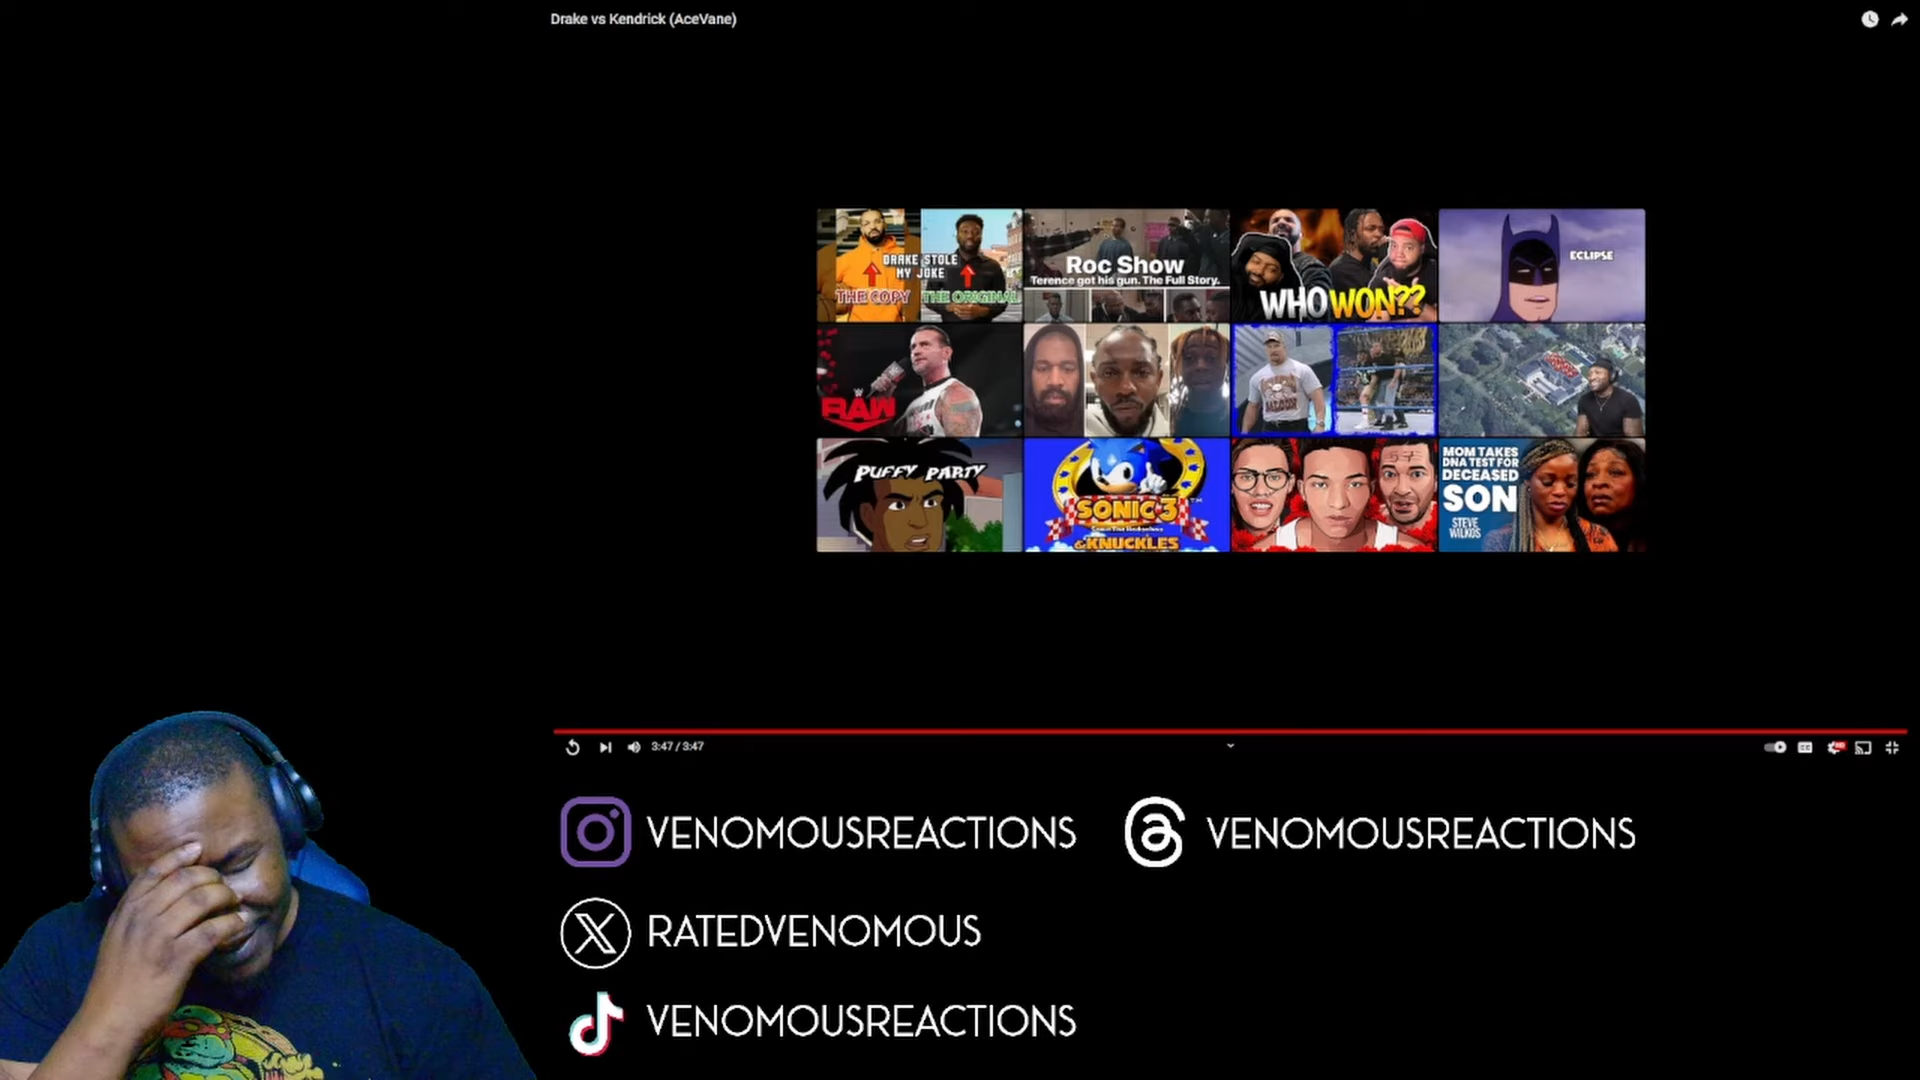 Drake vs Kendrick (AceVane)
DRAKE STOLE
MY JOKE
THE COPY
THE ORIGINAL
Roc Show
Terence got his gun. The Full Story.
WHO WON??
ECLIPSE
RAW
PUFFY PARTY
SONIC 3
& KNUCKLES
MOM TAKES
DNA TEST FOR
DECEASED
SON
STEVE
WILKOS
3:47 / 3:47
VENOMOUSREACTIONS
VENOMOUSREACTIONS
RATEDVENOMOUS
VENOMOUSREACTIONS